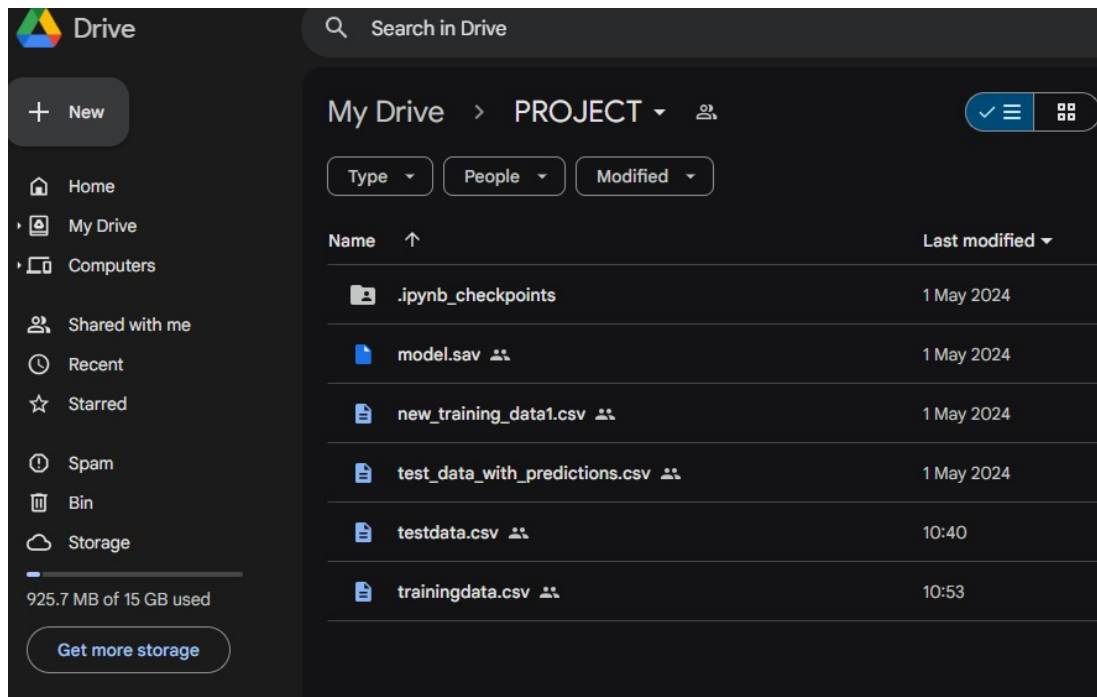 Drive
Search in Drive
New
My Drive > PROJECT
Type People Modified
Home
My Drive
Computers
Shared with me
Recent
Starred
Spam
Bin
Storage
925.7 MB of 15 GB used
Get more storage
Name Last modified
.ipynb_checkpoints 1 May 2024
model.sav 1 May 2024
new_training_data1.csv 1 May 2024
test_data_with_predictions.csv 1 May 2024
testdata.csv 10:40
trainingdata.csv 10:53